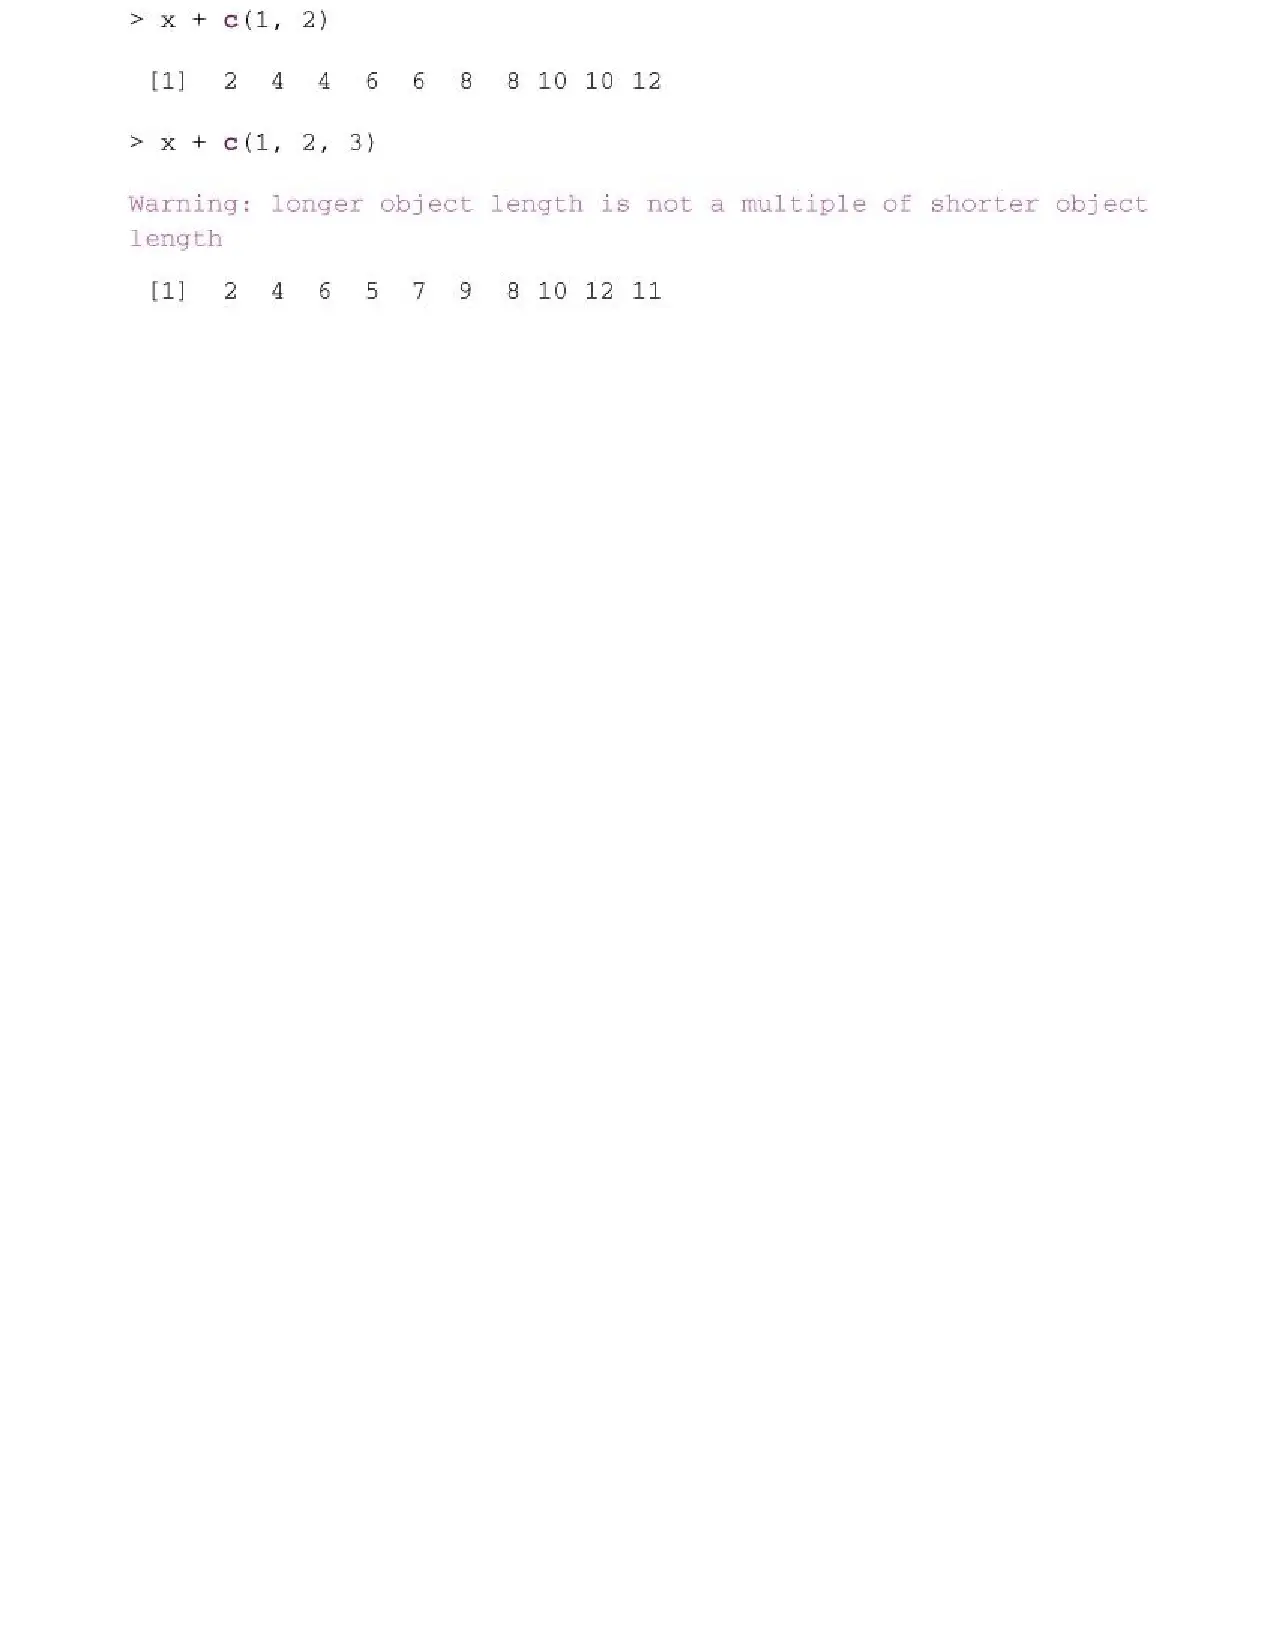 > x + c(1, 2)
[1]  2  4  4  6  6  8  8 10 10 12
> x + c(1, 2, 3)
Warning: longer object length is not a multiple of shorter object
length
[1]  2  4  6  5  7  9  8 10 12 11